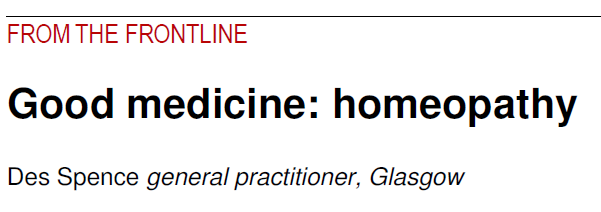 FROM THE FRONTLINE
Good medicine: homeopathy
Des Spence general practitioner, Glasgow